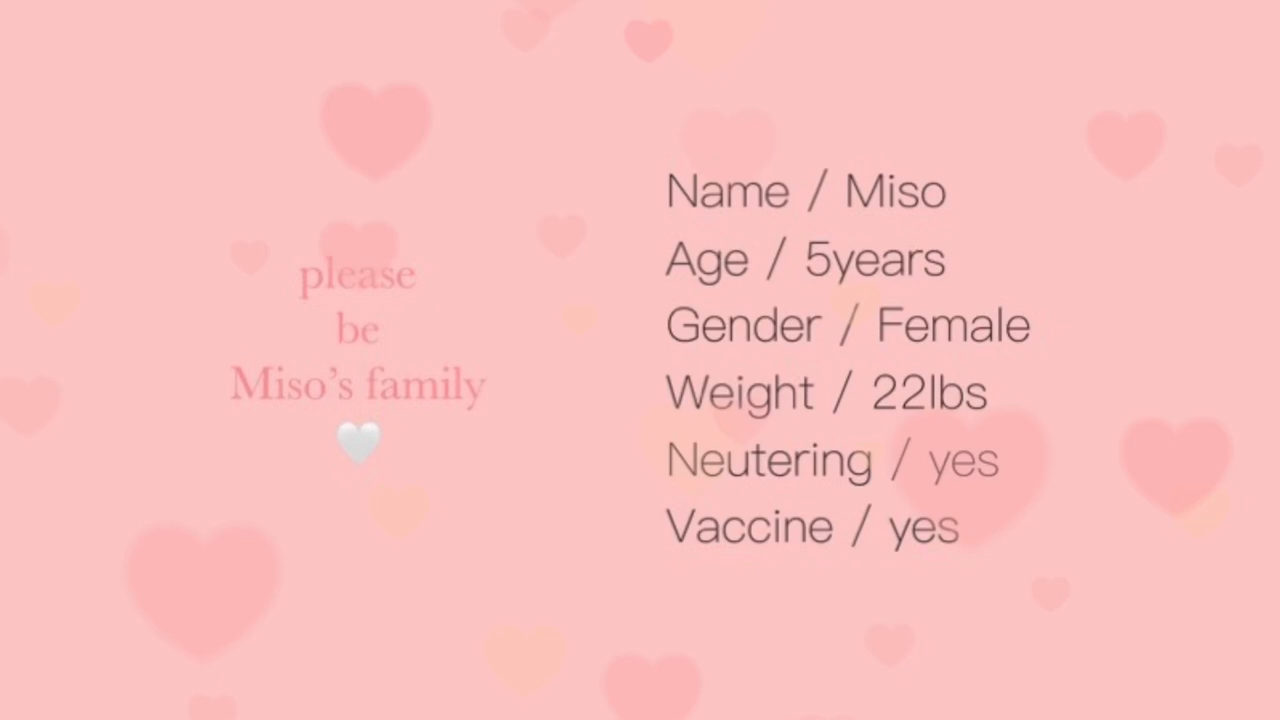 please
be
Miso's family
🤍
Name / Miso
Age / 5years
Gender / Female
Weight / 22lbs
Neutering / yes
Vaccine / yes